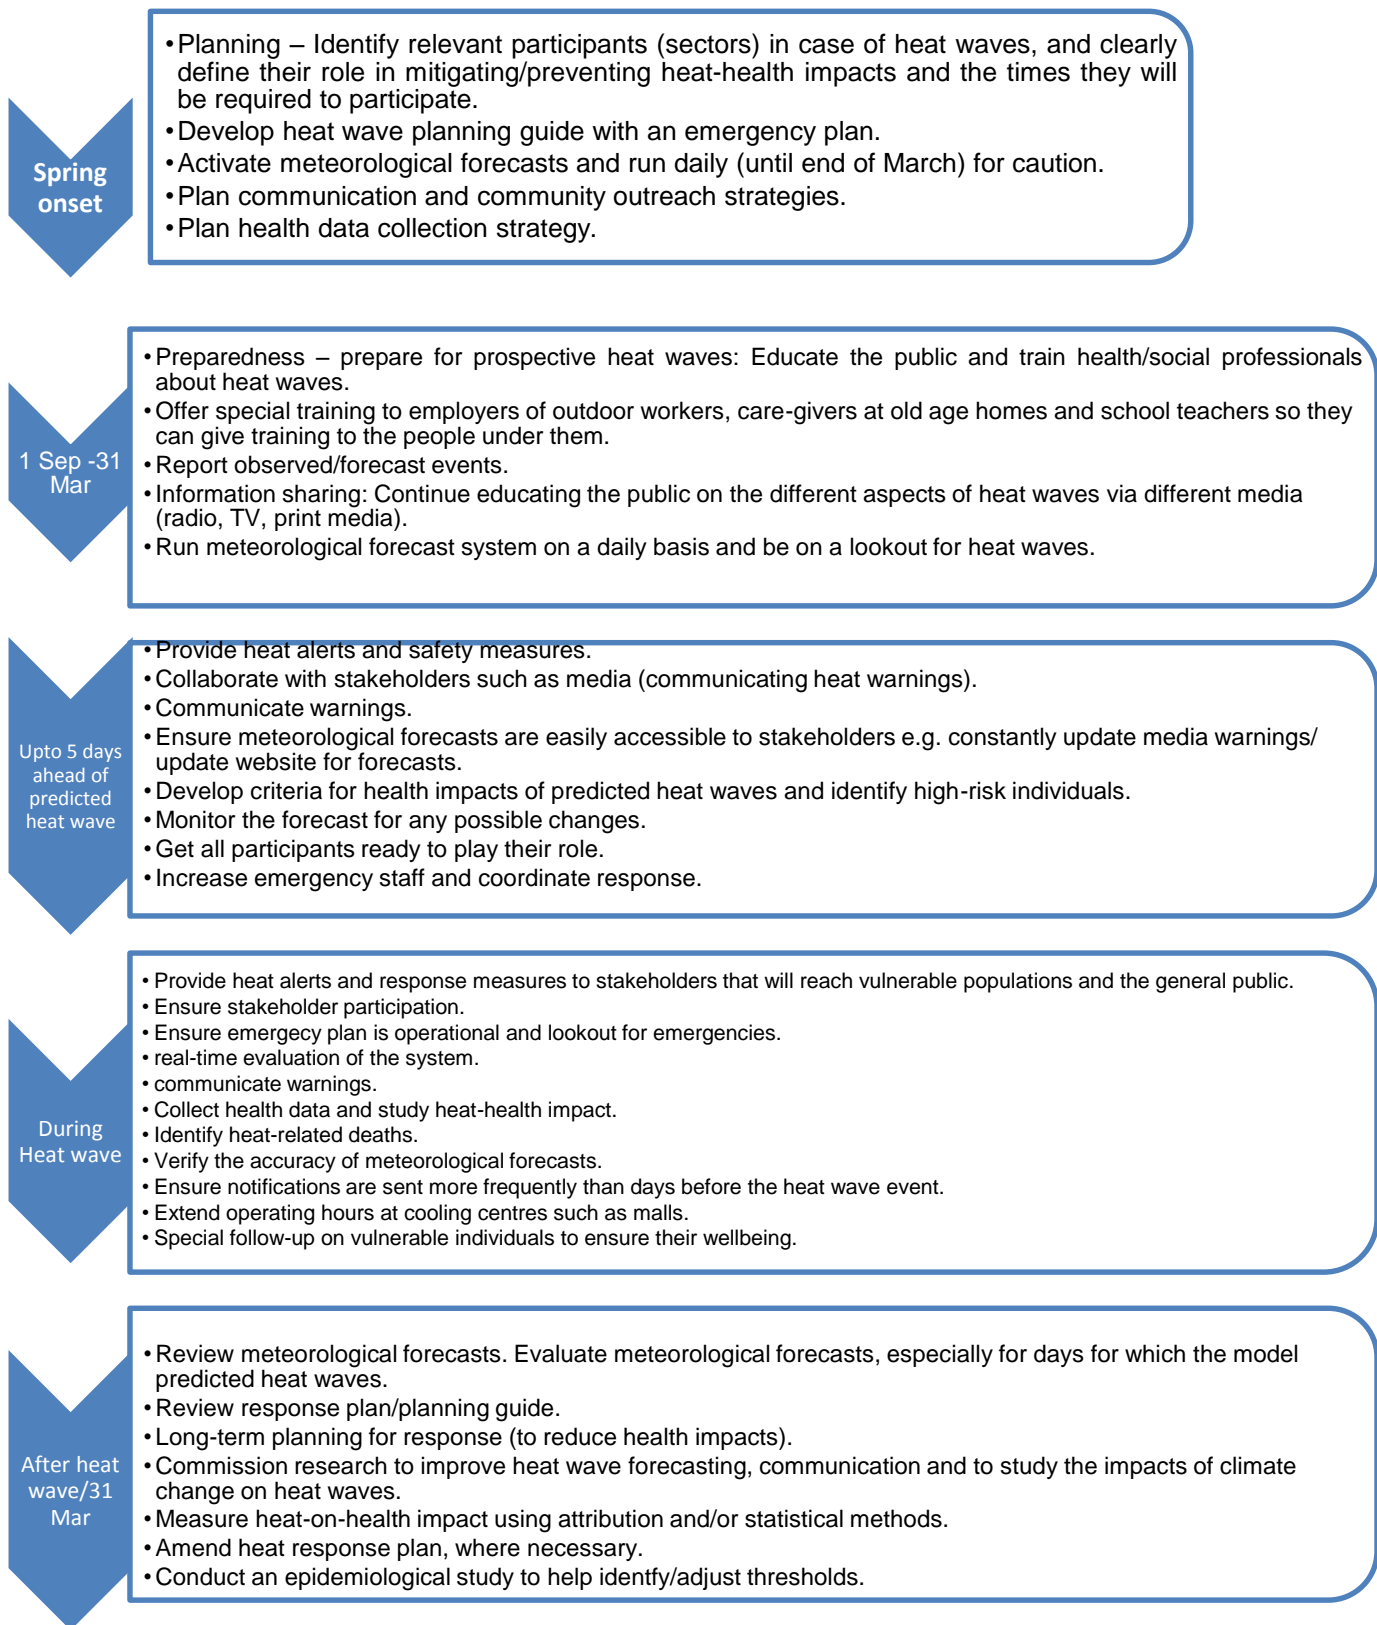 Spring
onset
•Planning – Identify relevant participants (sectors) in case of heat waves, and clearly
define their role in mitigating/preventing heat-health impacts and the times they will
be required to participate.
•Develop heat wave planning guide with an emergency plan.
•Activate meteorological forecasts and run daily (until end of March) for caution.
•Plan communication and community outreach strategies.
•Plan health data collection strategy.
1 Sep -31
Mar
•Preparedness – prepare for prospective heat waves: Educate the public and train health/social professionals
about heat waves.
•Offer special training to employers of outdoor workers, care-givers at old age homes and school teachers so they
can give training to the people under them.
•Report observed/forecast events.
•Information sharing: Continue educating the public on the different aspects of heat waves via different media
(radio, TV, print media).
•Run meteorological forecast system on a daily basis and be on a lookout for heat waves.
Upto 5 days
ahead of
predicted
heat wave
•Provide heat alerts and safety measures.
•Collaborate with stakeholders such as media (communicating heat warnings).
•Communicate warnings.
•Ensure meteorological forecasts are easily accessible to stakeholders e.g. constantly update media warnings/
update website for forecasts.
•Develop criteria for health impacts of predicted heat waves and identify high-risk individuals.
•Monitor the forecast for any possible changes.
•Get all participants ready to play their role.
•Increase emergency staff and coordinate response.
During
Heat wave
•Provide heat alerts and response measures to stakeholders that will reach vulnerable populations and the general public.
•Ensure stakeholder participation.
•Ensure emergecy plan is operational and lookout for emergencies.
•real-time evaluation of the system.
•communicate warnings.
•Collect health data and study heat-health impact.
•Identify heat-related deaths.
•Verify the accuracy of meteorological forecasts.
•Ensure notifications are sent more frequently than days before the heat wave event.
•Extend operating hours at cooling centres such as malls.
•Special follow-up on vulnerable individuals to ensure their wellbeing.
After heat
wave/31
Mar
•Review meteorological forecasts. Evaluate meteorological forecasts, especially for days for which the model
predicted heat waves.
•Review response plan/planning guide.
•Long-term planning for response (to reduce health impacts).
•Commission research to improve heat wave forecasting, communication and to study the impacts of climate
change on heat waves.
•Measure heat-on-health impact using attribution and/or statistical methods.
•Amend heat response plan, where necessary.
•Conduct an epidemiological study to help identfy/adjust thresholds.